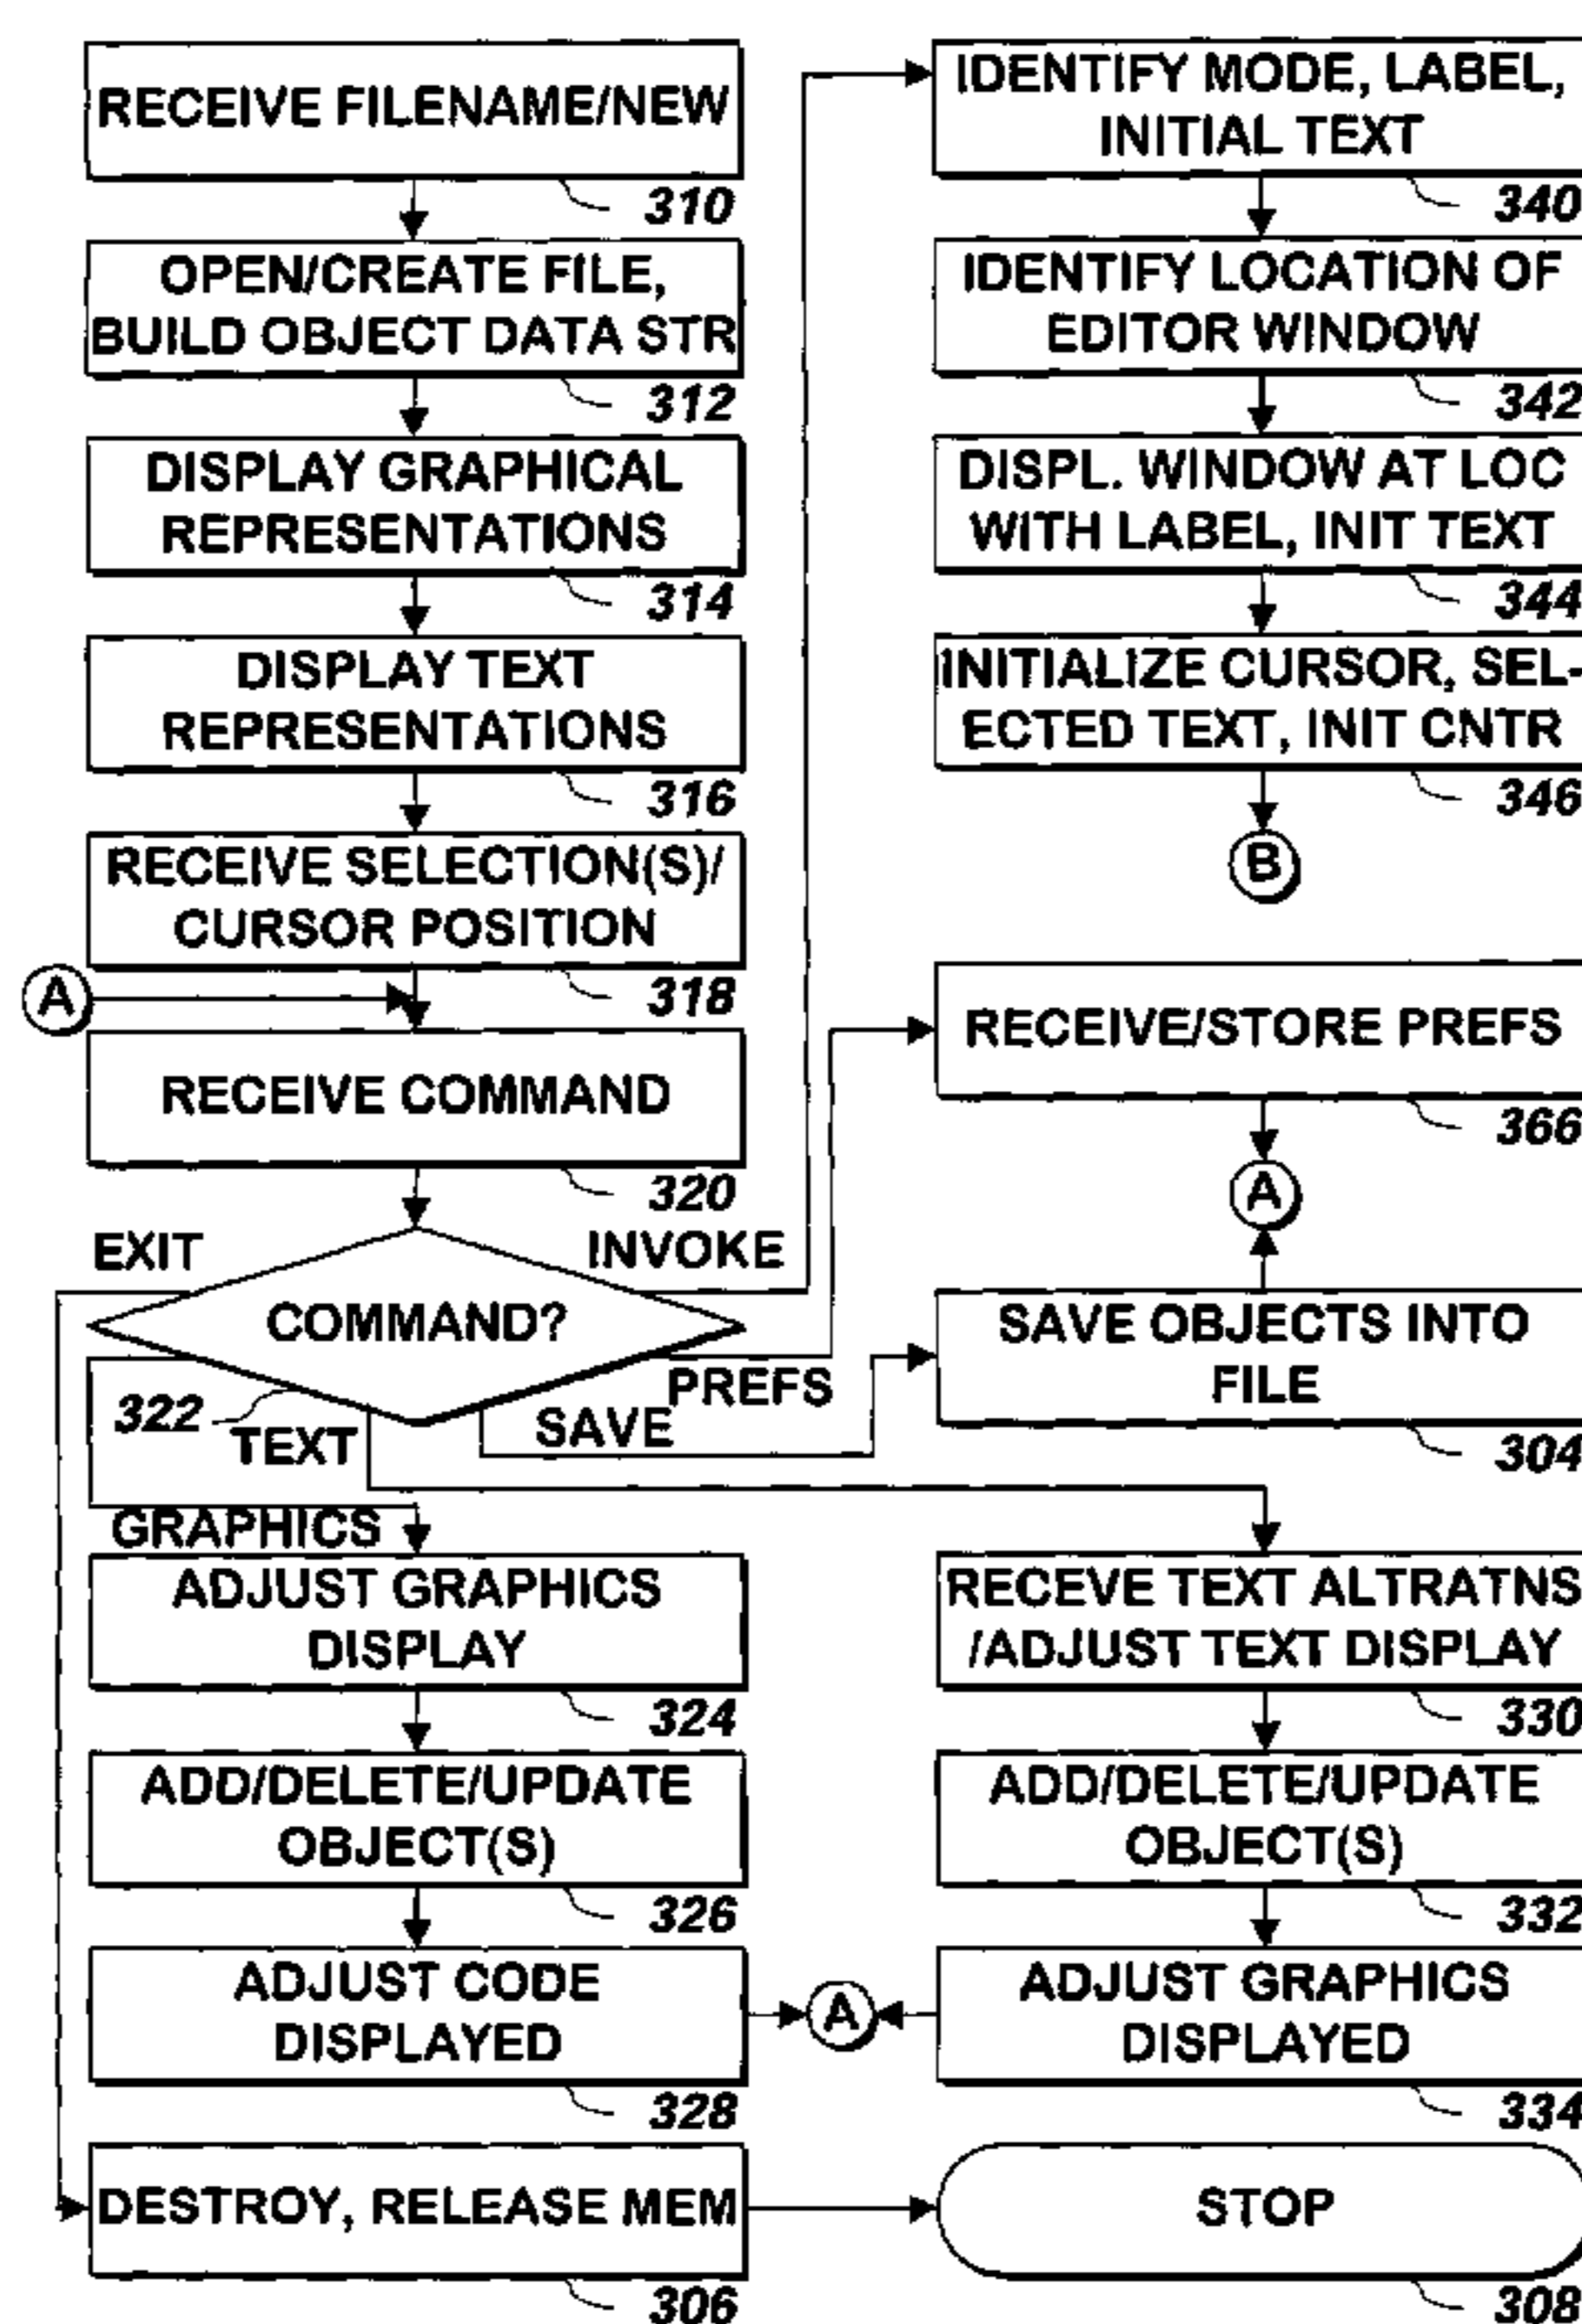 RECEIVE FILENAME/NEW
310
OPEN/CREATE FILE,
BUILD OBJECT DATA STR
312
DISPLAY GRAPHICAL
REPRESENTATIONS
314
DISPLAY TEXT
REPRESENTATIONS
316
RECEIVE SELECTION(S)/
CURSOR POSITION
318
A
RECEIVE COMMAND
320
EXIT
INVOKE
COMMAND?
PREFS
322
SAVE
TEXT
GRAPHICS
ADJUST GRAPHICS
DISPLAY
324
ADD/DELETE/UPDATE
OBJECT(S)
326
ADJUST CODE
DISPLAYED
328
A
DESTROY, RELEASE MEM
306
IDENTIFY MODE, LABEL,
INITIAL TEXT
340
IDENTIFY LOCATION OF
EDITOR WINDOW
342
DISPL. WINDOW AT LOC
WITH LABEL, INIT TEXT
344
INITIALIZE CURSOR, SEL-
ECTED TEXT, INIT CNTR
346
B
RECEIVE/STORE PREFS
366
A
SAVE OBJECTS INTO
FILE
304
RECEVE TEXT ALTRATNS
/ADJUST TEXT DISPLAY
330
ADD/DELETE/UPDATE
OBJECT(S)
332
ADJUST GRAPHICS
DISPLAYED
334
STOP
308